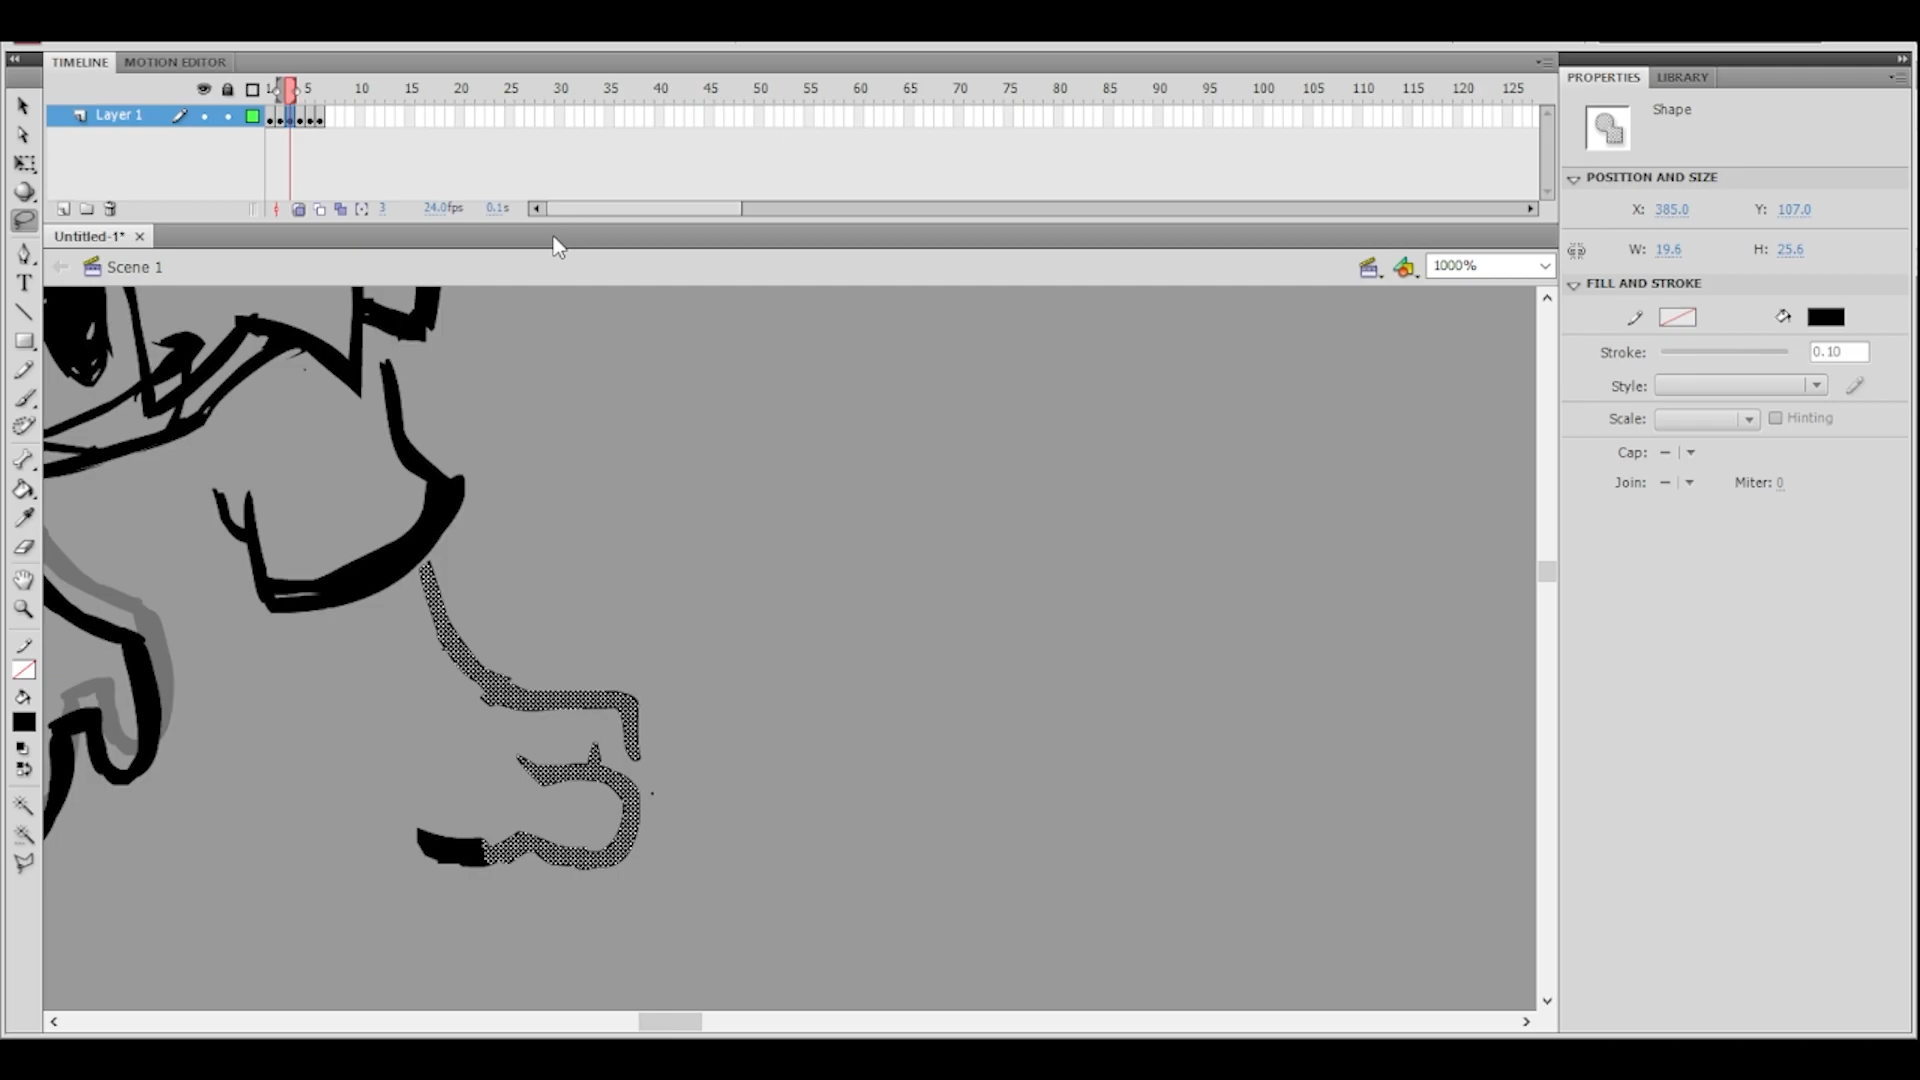 TIMELINE MOTION EDITOR
1 5 10 15 20 25 30 35 40 45 50 55 60 65 70 75 80 85 90 95 100 105 110 115 120 125
Layer 1
3 24.0fps 0.1s
Untitled-1*
Scene 1
1000%
PROPERTIES LIBRARY
Shape
POSITION AND SIZE
X: 385.0 Y: 107.0
W: 19.6 H: 25.6
FILL AND STROKE
Stroke: 0.10
Style:
Scale: Hinting
Cap:
Join: Miter: 0